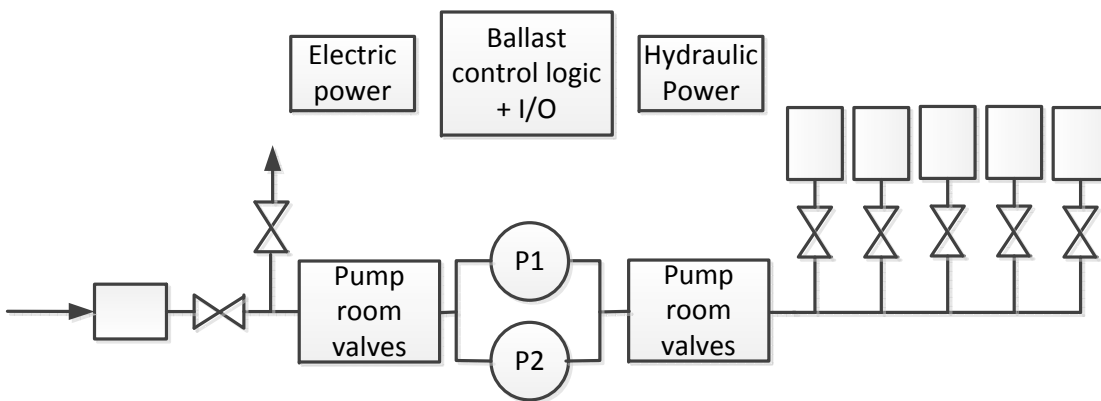 Electric
power
Ballast
control logic
+ I/O
Hydraulic
Power
Pump
room
valves
P1
P2
Pump
room
valves